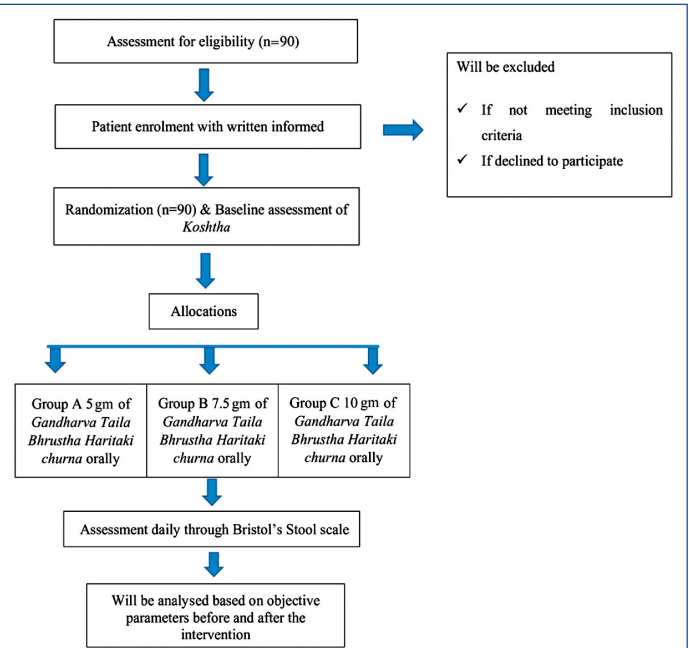 Assessment for eligibility (n=90)
Patient enrolment with written informed
Will be excluded
✓ If not meeting inclusion
criteria
✓ If declined to participate
Randomization (n=90) & Baseline assessment of
Koshtha
Allocations
Group A 5 gm of
Gandharva Taila
Bhrustha Haritaki
churna orally
Group B 7.5 gm of
Gandharva Taila
Bhrustha Haritaki
churna orally
Group C 10 gm of
Gandharva Taila
Bhrustha Haritaki
churna orally
Assessment daily through Bristol's Stool scale
Will be analysed based on objective
parameters before and after the
intervention